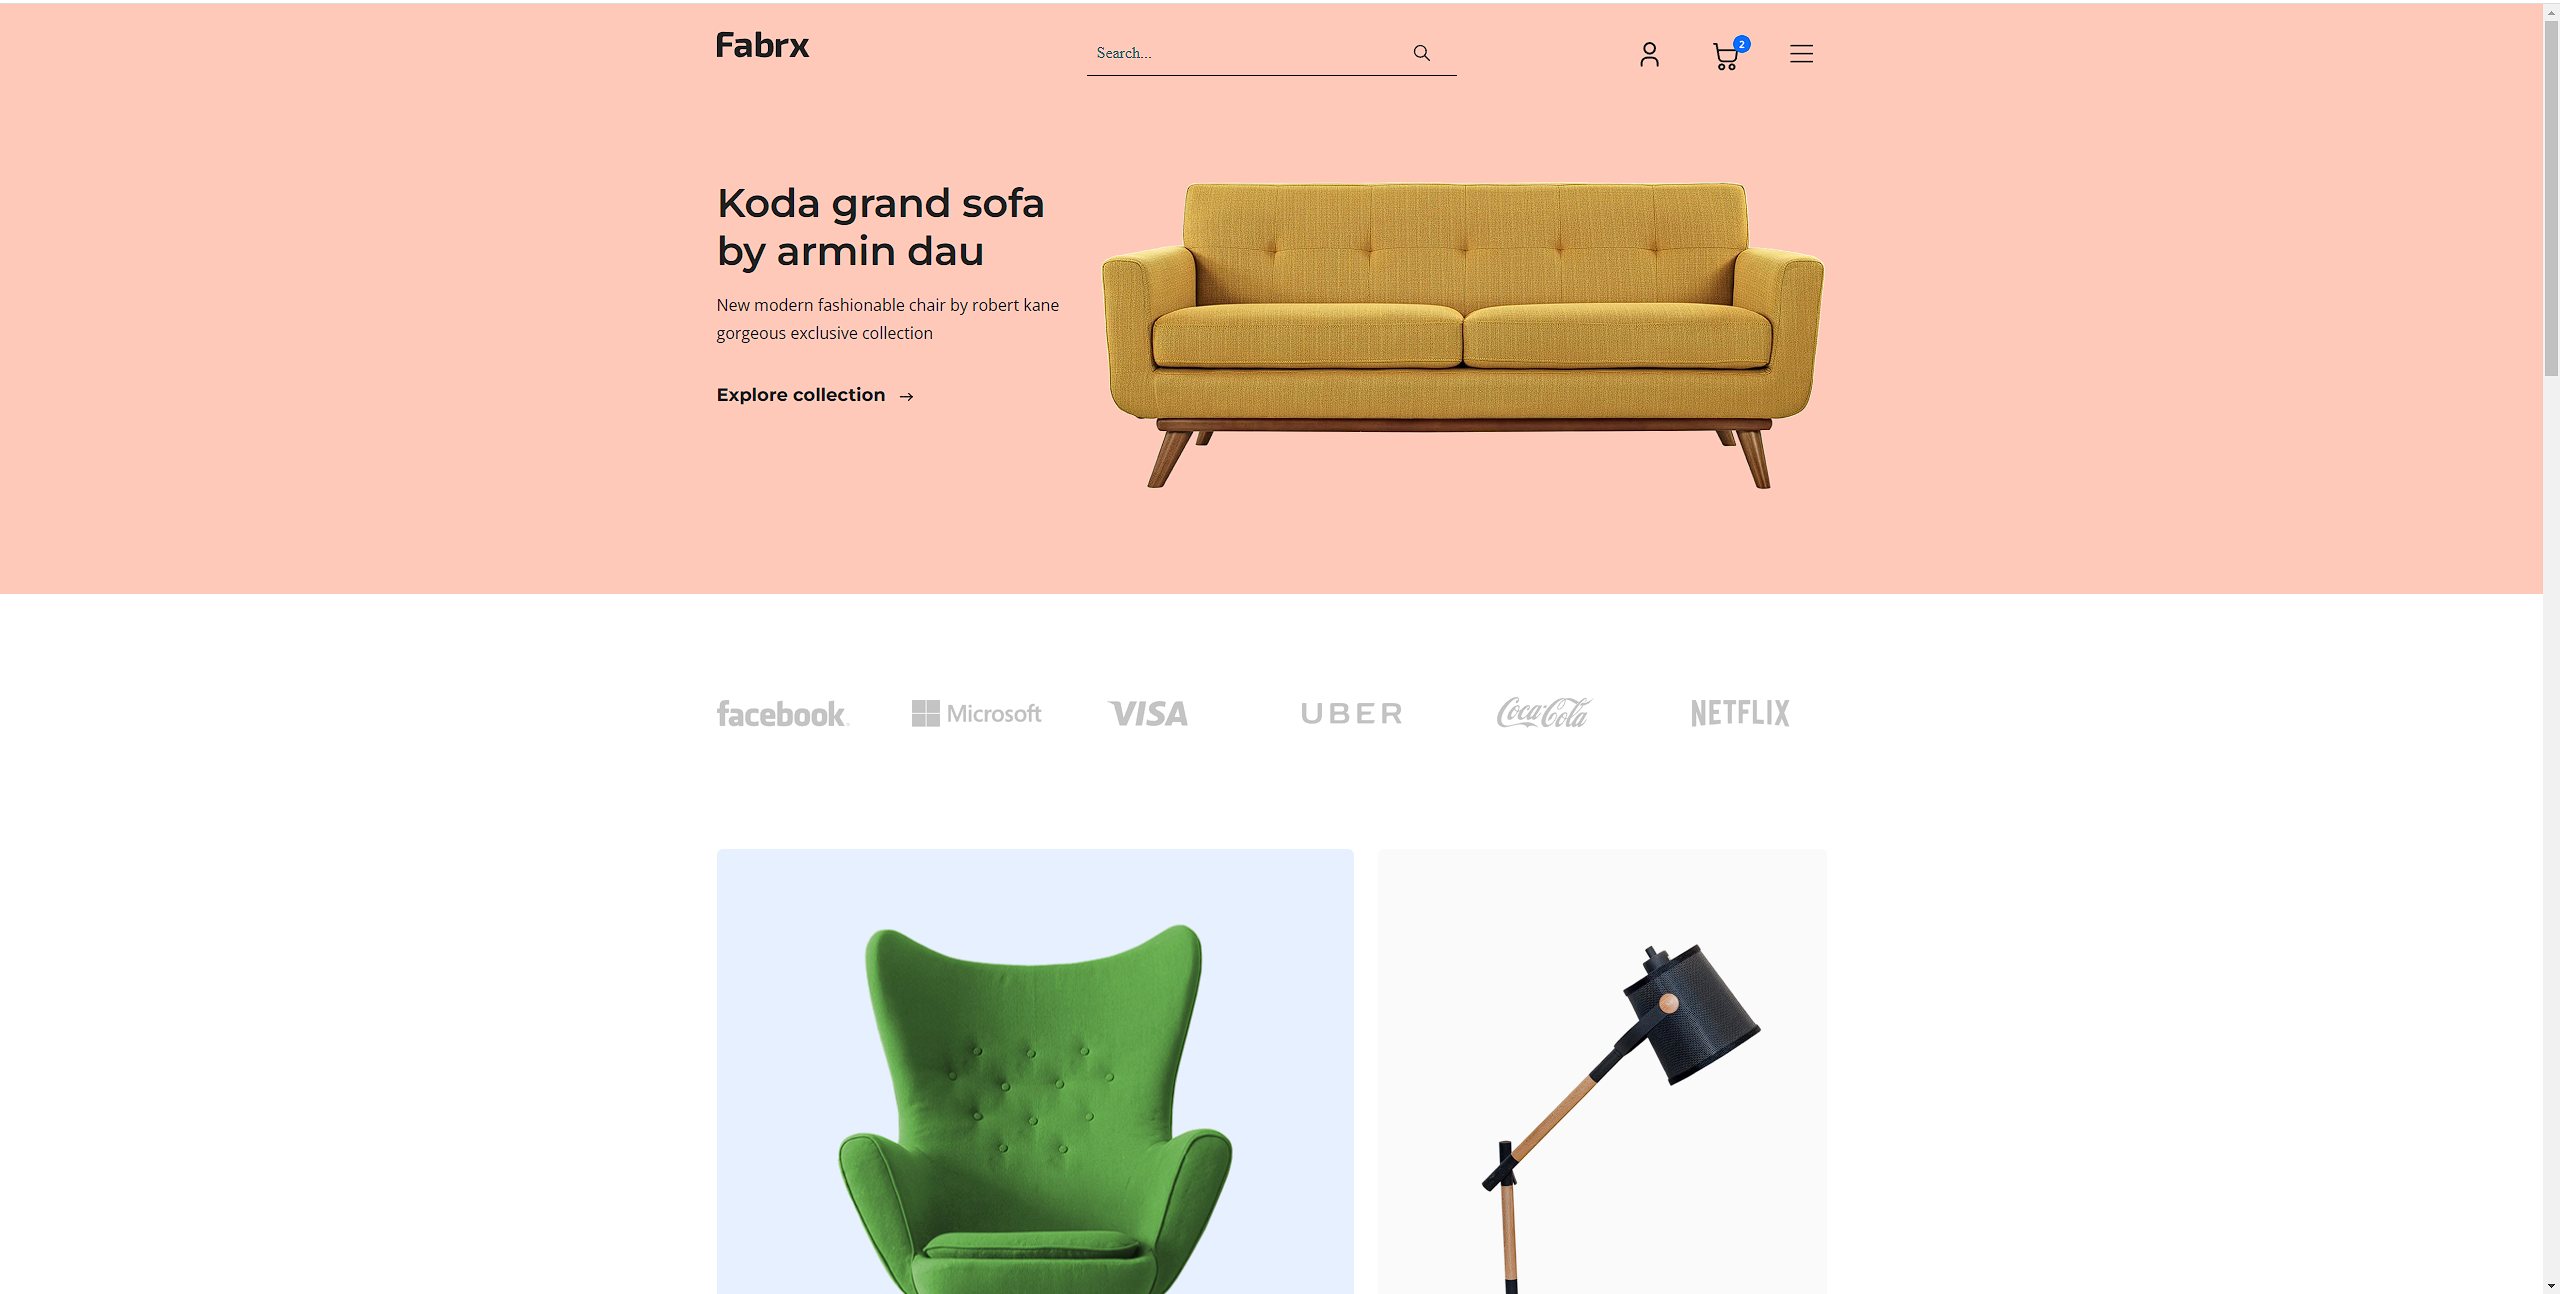 Fabrx
Search...
2
Koda grand sofa
by armin dau
New modern fashionable chair by robert kane
gorgeous exclusive collection
Explore collection →
facebook
Microsoft
VISA
UBER
Coca-Cola
NETFLIX